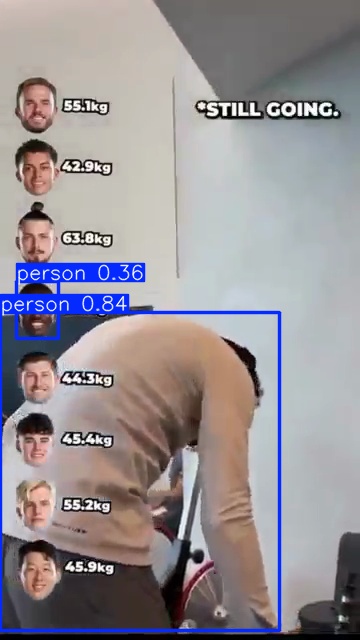 55.1kg
*STILL GOING.
42.9kg
63.8kg
person 0.36
person 0.84
44.3kg
45.4kg
55.2kg
45.9kg